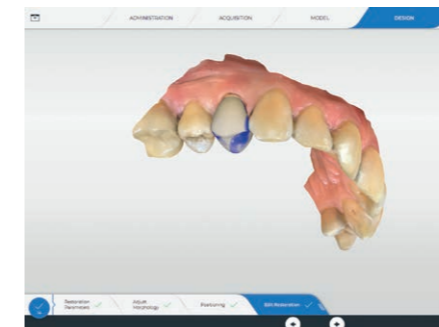 ADMINISTRATION
ACQUISITION
MODEL
DESIGN
Restoration
Parameters
Adjust
Morphology
Positioning
Edit Restoration